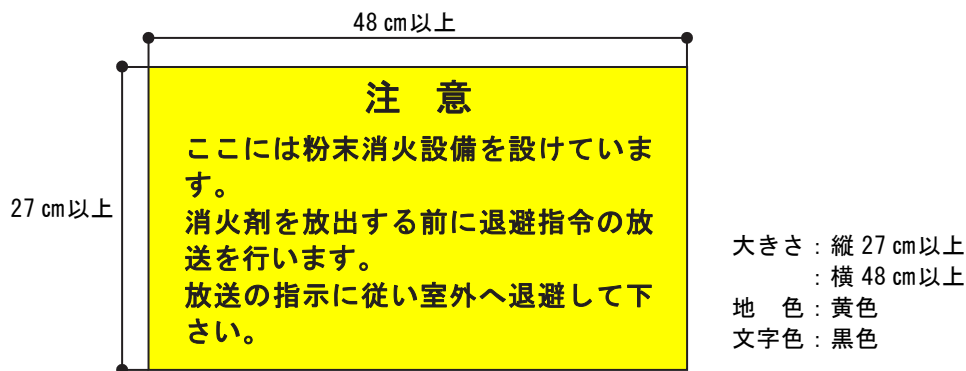 48 cm以上
注 意
ここには粉末消火設備を設けていま
す。
消火剤を放出する前に退避指令の放
送を行います。
放送の指示に従い室外へ退避して下
さい。
27 cm以上
大きさ：縦 27 cm以上
：横 48 cm以上
地 色：黄色
文字色：黒色